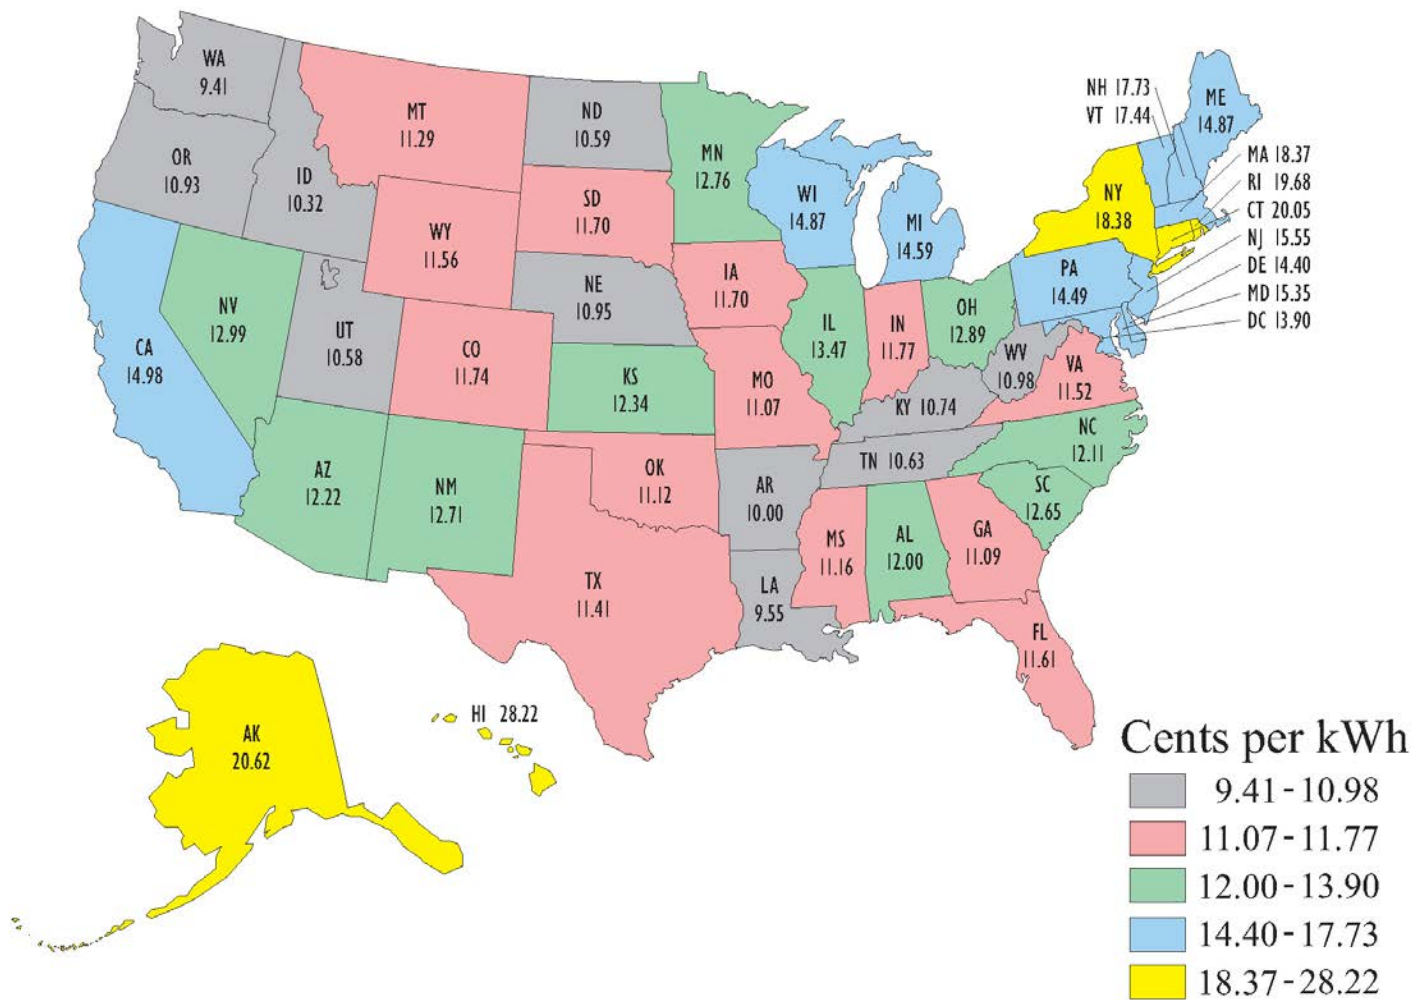 WA
9.41
MT
11.29
ND
10.59
MN
12.76
OR
10.93
ID
10.32
SD
11.70
WI
14.87
MI
14.59
NY
18.38
NH 17.73
VT 17.44
ME
14.87
MA 18.37
RI 19.68
CT 20.05
NJ 15.55
DE 14.40
MD 15.35
DC 13.90
WY
11.56
NE
10.95
IA
11.70
PA
14.49
NV
12.99
UT
10.58
CO
11.74
KS
12.34
MO
11.07
IL
13.47
IN
11.77
OH
12.89
WV
10.98
VA
11.52
CA
14.98
KY 10.74
NC
12.11
TN 10.63
AZ
12.22
NM
12.71
OK
11.12
AR
10.00
SC
12.65
MS
11.16
AL
12.00
GA
11.09
TX
11.41
LA
9.55
FL
11.61
AK
20.62
HI 28.22
Cents per kWh
9.41-10.98
11.07-11.77
12.00-13.90
14.40-17.73
18.37-28.22